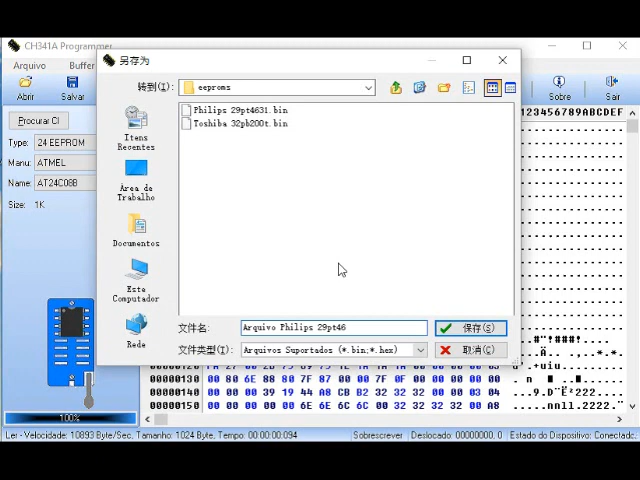 CH341A Programmer
Arquivo Buffer
Abrir Salvar Sobre Sair
另存为
转到(I): eeproms
Itens Recentes
Área de Trabalho
Documentos
Este Computador
Rede
Philips 29pt4631.bin
Toshiba 32pb200t.bin
文件名: Arquivo Philips 29pt46 保存(S)
文件类型(T): Arquivos Suportados (*.bin;*.hex) 取消(C)
Procurar CI
Type: 24 EEPROM
Manu: ATMEL
Name: AT24C08B
Size: 1K
100%
123456789ABCDEF
00000130 00 80 6E 88 80 7F 87 00 00 7F 0F 00 00 00 00 00
00000140 00 00 00 39 19 44 A8 CB B2 32 32 32 00 00 03 04
00000150 00 00 00 00 6E 6E 6C 6C 00 32 32 32 32 00 00 A8
Ler - Velocidade: 10893 Byte/Sec, Tamanho: 1024 Byte, Tempo: 00:00:00:094 Sobrescrever Deslocado: 00000000, 0 Estado do Dispositivo: Conectado.